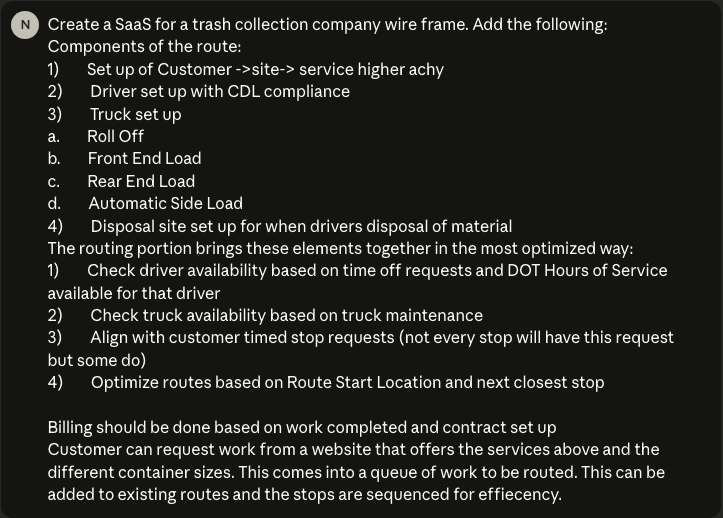 N
Create a SaaS for a trash collection company wire frame. Add the following:
Components of the route:
1) Set up of Customer ->site-> service higher achy
2) Driver set up with CDL compliance
3) Truck set up
a. Roll Off
b. Front End Load
c. Rear End Load
d. Automatic Side Load
4) Disposal site set up for when drivers disposal of material
The routing portion brings these elements together in the most optimized way:
1) Check driver availability based on time off requests and DOT Hours of Service
available for that driver
2) Check truck availability based on truck maintenance
3) Align with customer timed stop requests (not every stop will have this request
but some do)
4) Optimize routes based on Route Start Location and next closest stop
Billing should be done based on work completed and contract set up
Customer can request work from a website that offers the services above and the
different container sizes. This comes into a queue of work to be routed. This can be
added to existing routes and the stops are sequenced for effiecency.